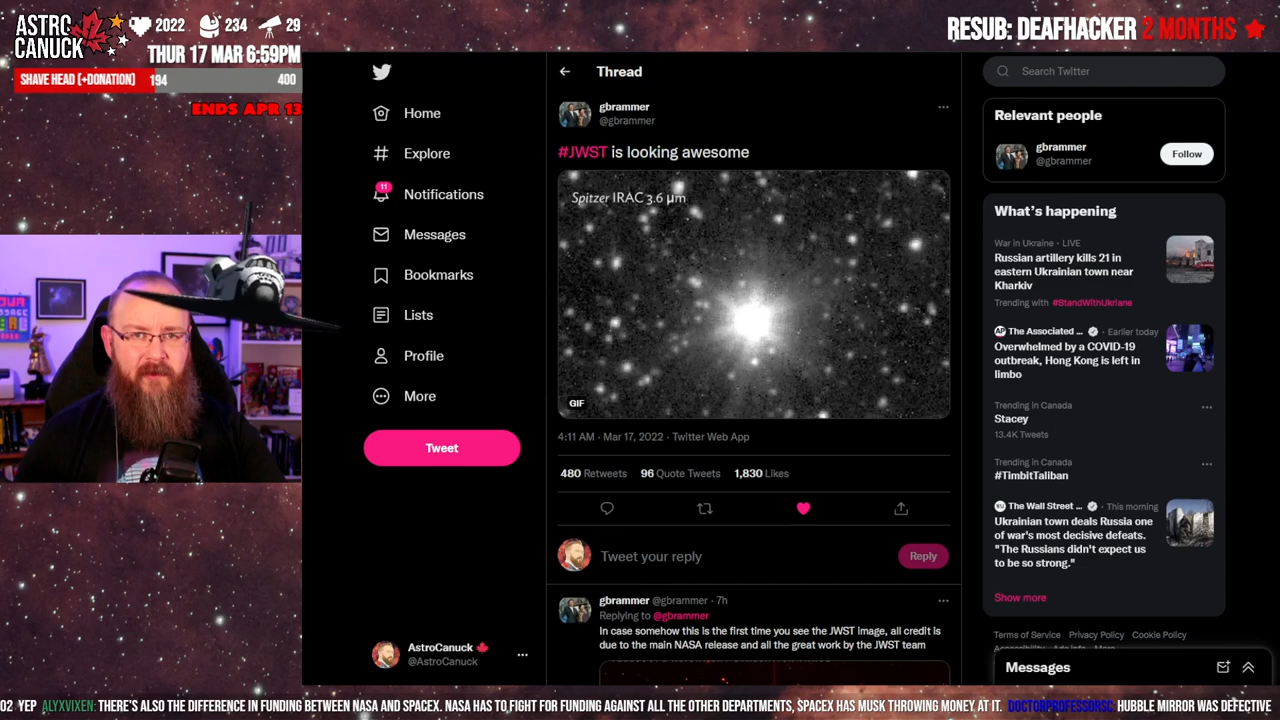 ASTRO
CANUCK
2022
234
29
THUR 17 MAR 6:59PM
SHAVE HEAD (+DONATION) 194 400
ENDS APR 13
RESUB: DEAFHACKER 2 MONTHS
Home
Explore
11
Notifications
Messages
Bookmarks
Lists
Profile
More
Tweet
AstroCanuck
@AstroCanuck
Thread
gbrammer
@gbrammer
#JWST is looking awesome
Spitzer IRAC 3.6 μm
GIF
4:11 AM · Mar 17, 2022 · Twitter Web App
480 Retweets 96 Quote Tweets 1,830 Likes
Tweet your reply
Reply
gbrammer @gbrammer · 7h
Replying to @gbrammer
In case somehow this is the first time you see the JWST image, all credit is
due to the main NASA release and all the great work by the JWST team
Search Twitter
Relevant people
gbrammer
@gbrammer
Follow
What's happening
War in Ukraine · LIVE
Russian artillery kills 21 in
eastern Ukrainian town near
Kharkiv
Trending with #StandWithUkriane
The Associated ... · Earlier today
Overwhelmed by a COVID-19
outbreak, Hong Kong is left in
limbo
Trending in Canada
Stacey
13.4K Tweets
Trending in Canada
#TimbitTaliban
The Wall Street ... · This morning
Ukrainian town deals Russia one
of war's most decisive defeats.
"The Russians didn't expect us
to be so strong."
Show more
Terms of Service Privacy Policy Cookie Policy
Messages
02 YEP ALYXVIXEN: THERE'S ALSO THE DIFFERENCE IN FUNDING BETWEEN NASA AND SPACEX. NASA HAS TO FIGHT FOR FUNDING AGAINST ALL THE OTHER DEPARTMENTS, SPACEX HAS MUSK THROWING MONEY AT IT. DOCTORPROFESSORSC: HUBBLE MIRROR WAS DEFECTIVE